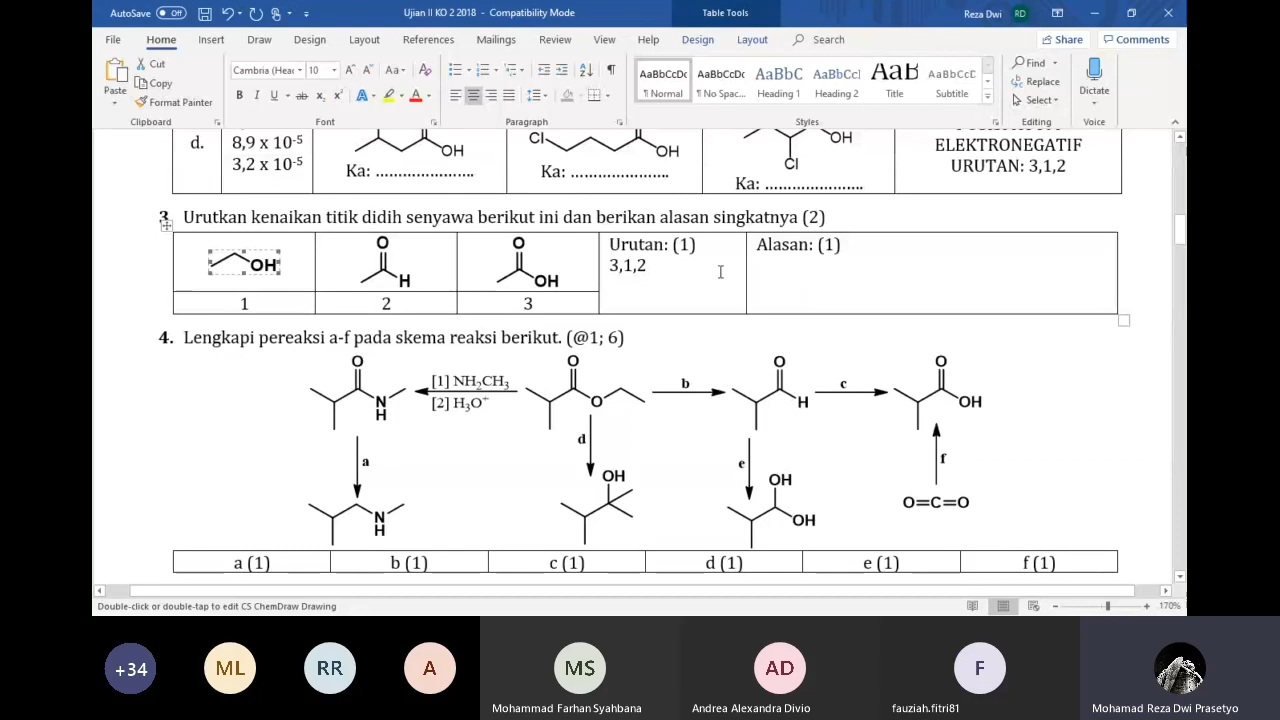 AutoSave Off
Ujian II KO 2 2018 - Compatibility Mode
Table Tools
Reza Dwi RD
File Home Insert Draw Design Layout References Mailings Review View Help Design Layout Search Share Comments
Paste
Cut
Copy
Format Painter
Clipboard
Cambria (Hea 10
Font
Paragraph
AaBbCcDc AaBbCcDc AaBbC AaBbCcl AaB AaBbCcD
¶ Normal ¶ No Spac... Heading 1 Heading 2 Title Subtitle
Styles
Find
Replace
Select
Editing
Dictate
Voice
d.
8,9 x 10-5
3,2 x 10-5
OH
Ka: ......................
Cl
OH
Ka: ......................
OH
Cl
Ka: ......................
ELEKTRONEGATIF
URUTAN: 3,1,2
3. Urutkan kenaikan titik didih senyawa berikut ini dan berikan alasan singkatnya (2)
OH
O
H
O
OH
1 2 3
Urutan: (1)
3,1,2
Alasan: (1)
4. Lengkapi pereaksi a-f pada skema reaksi berikut. (@1; 6)
O
N
H
[1] NH2CH3
[2] H3O+
O
O
b
O
H
c
O
OH
a
d
e
f
N
H
OH
OH
OH
O=C=O
a (1) b (1) c (1) d (1) e (1) f (1)
Double-click or double-tap to edit CS ChemDraw Drawing
170%
+34 ML RR A MS AD F
Mohammad Farhan Syahbana
Andrea Alexandra Divio
fauziah.fitri81
Mohamad Reza Dwi Prasetyo